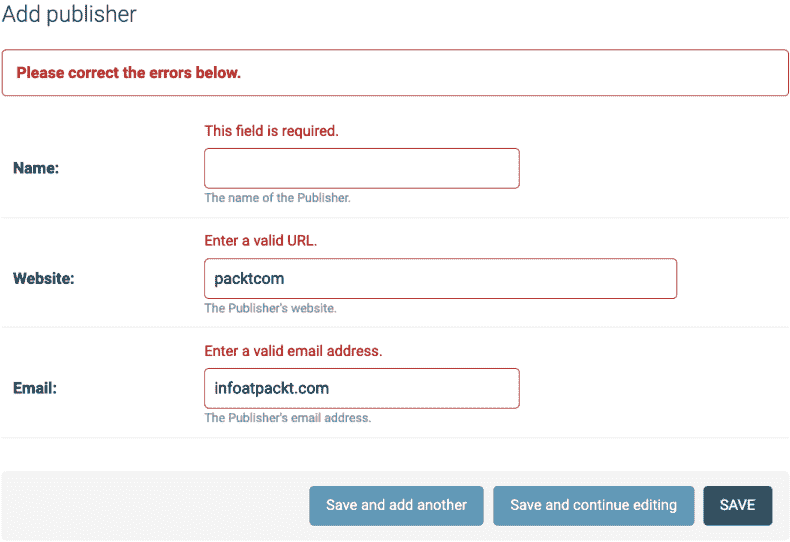 Add publisher
Please correct the errors below.
This field is required.
Name:
The name of the Publisher.
Enter a valid URL.
Website: packtcom
The Publisher's website.
Enter a valid email address.
Email: infoatpackt.com
The Publisher's email address.
Save and add another Save and continue editing SAVE